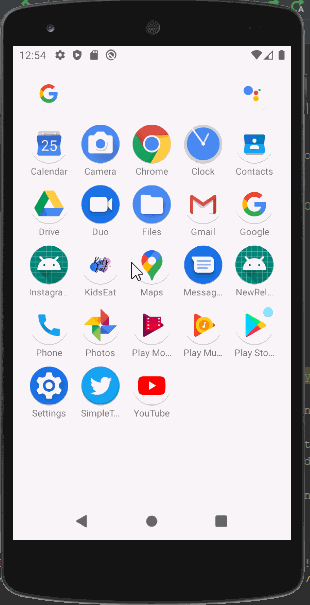 12:54
Calendar Camera Chrome Clock Contacts
Drive Duo Files Gmail Google
Instagra... KidsEat Maps Messag... NewRel...
Phone Photos Play Mo... Play Mu... Play Sto...
Settings SimpleT... YouTube